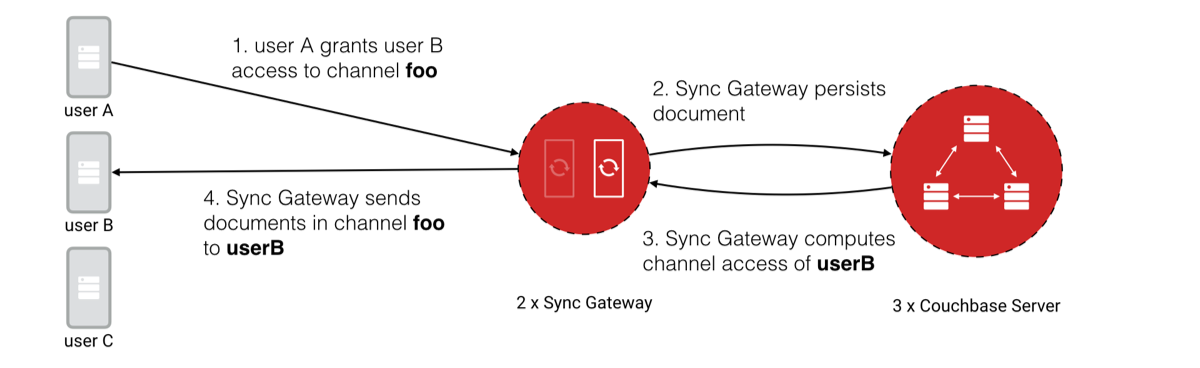 1. user A grants user B
access to channel foo
user A
2. Sync Gateway persists
document
4. Sync Gateway sends
documents in channel foo
to userB
user B
3. Sync Gateway computes
channel access of userB
2 x Sync Gateway
3 x Couchbase Server
user C